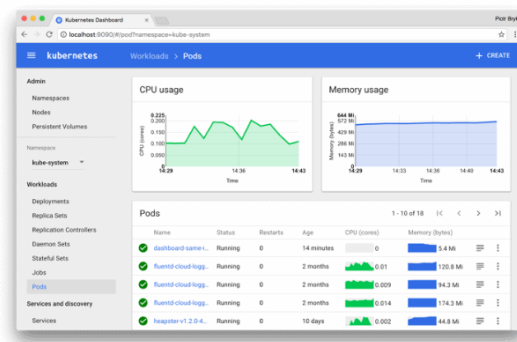 Kubernetes Dashboard
Piotr Bryk
localhost:9090/#/pod?namespace=kube-system
kubernetes
Workloads > Pods
+ CREATE
Admin
Namespaces
Nodes
Persistent Volumes
Namespace
kube-system
Workloads
Deployments
Replica Sets
Replication Controllers
Daemon Sets
Stateful Sets
Jobs
Pods
Services and discovery
Services
CPU usage
CPU (cores)
0.225
0.200
0.150
0.100
0.050
0
14:29
14:36
14:43
Time
Memory usage
Memory (bytes)
644 Mi
572 Mi
429 Mi
286 Mi
143 Mi
0
14:29
14:33
14:36
14:40
14:43
Time
Pods
1 - 10 of 18
Name Status Restarts Age CPU (cores) Memory (bytes)
dashboard-same-i... Running 0 14 minutes 0 5.4 Mi
fluentd-cloud-logg... Running 0 2 months 0.01 120.8 Mi
fluentd-cloud-logg... Running 0 2 months 0.009 94.3 Mi
fluentd-cloud-logg... Running 0 2 months 0.014 174.3 Mi
heapster-v1.2.0-4... Running 0 10 days 0.002 44.8 Mi